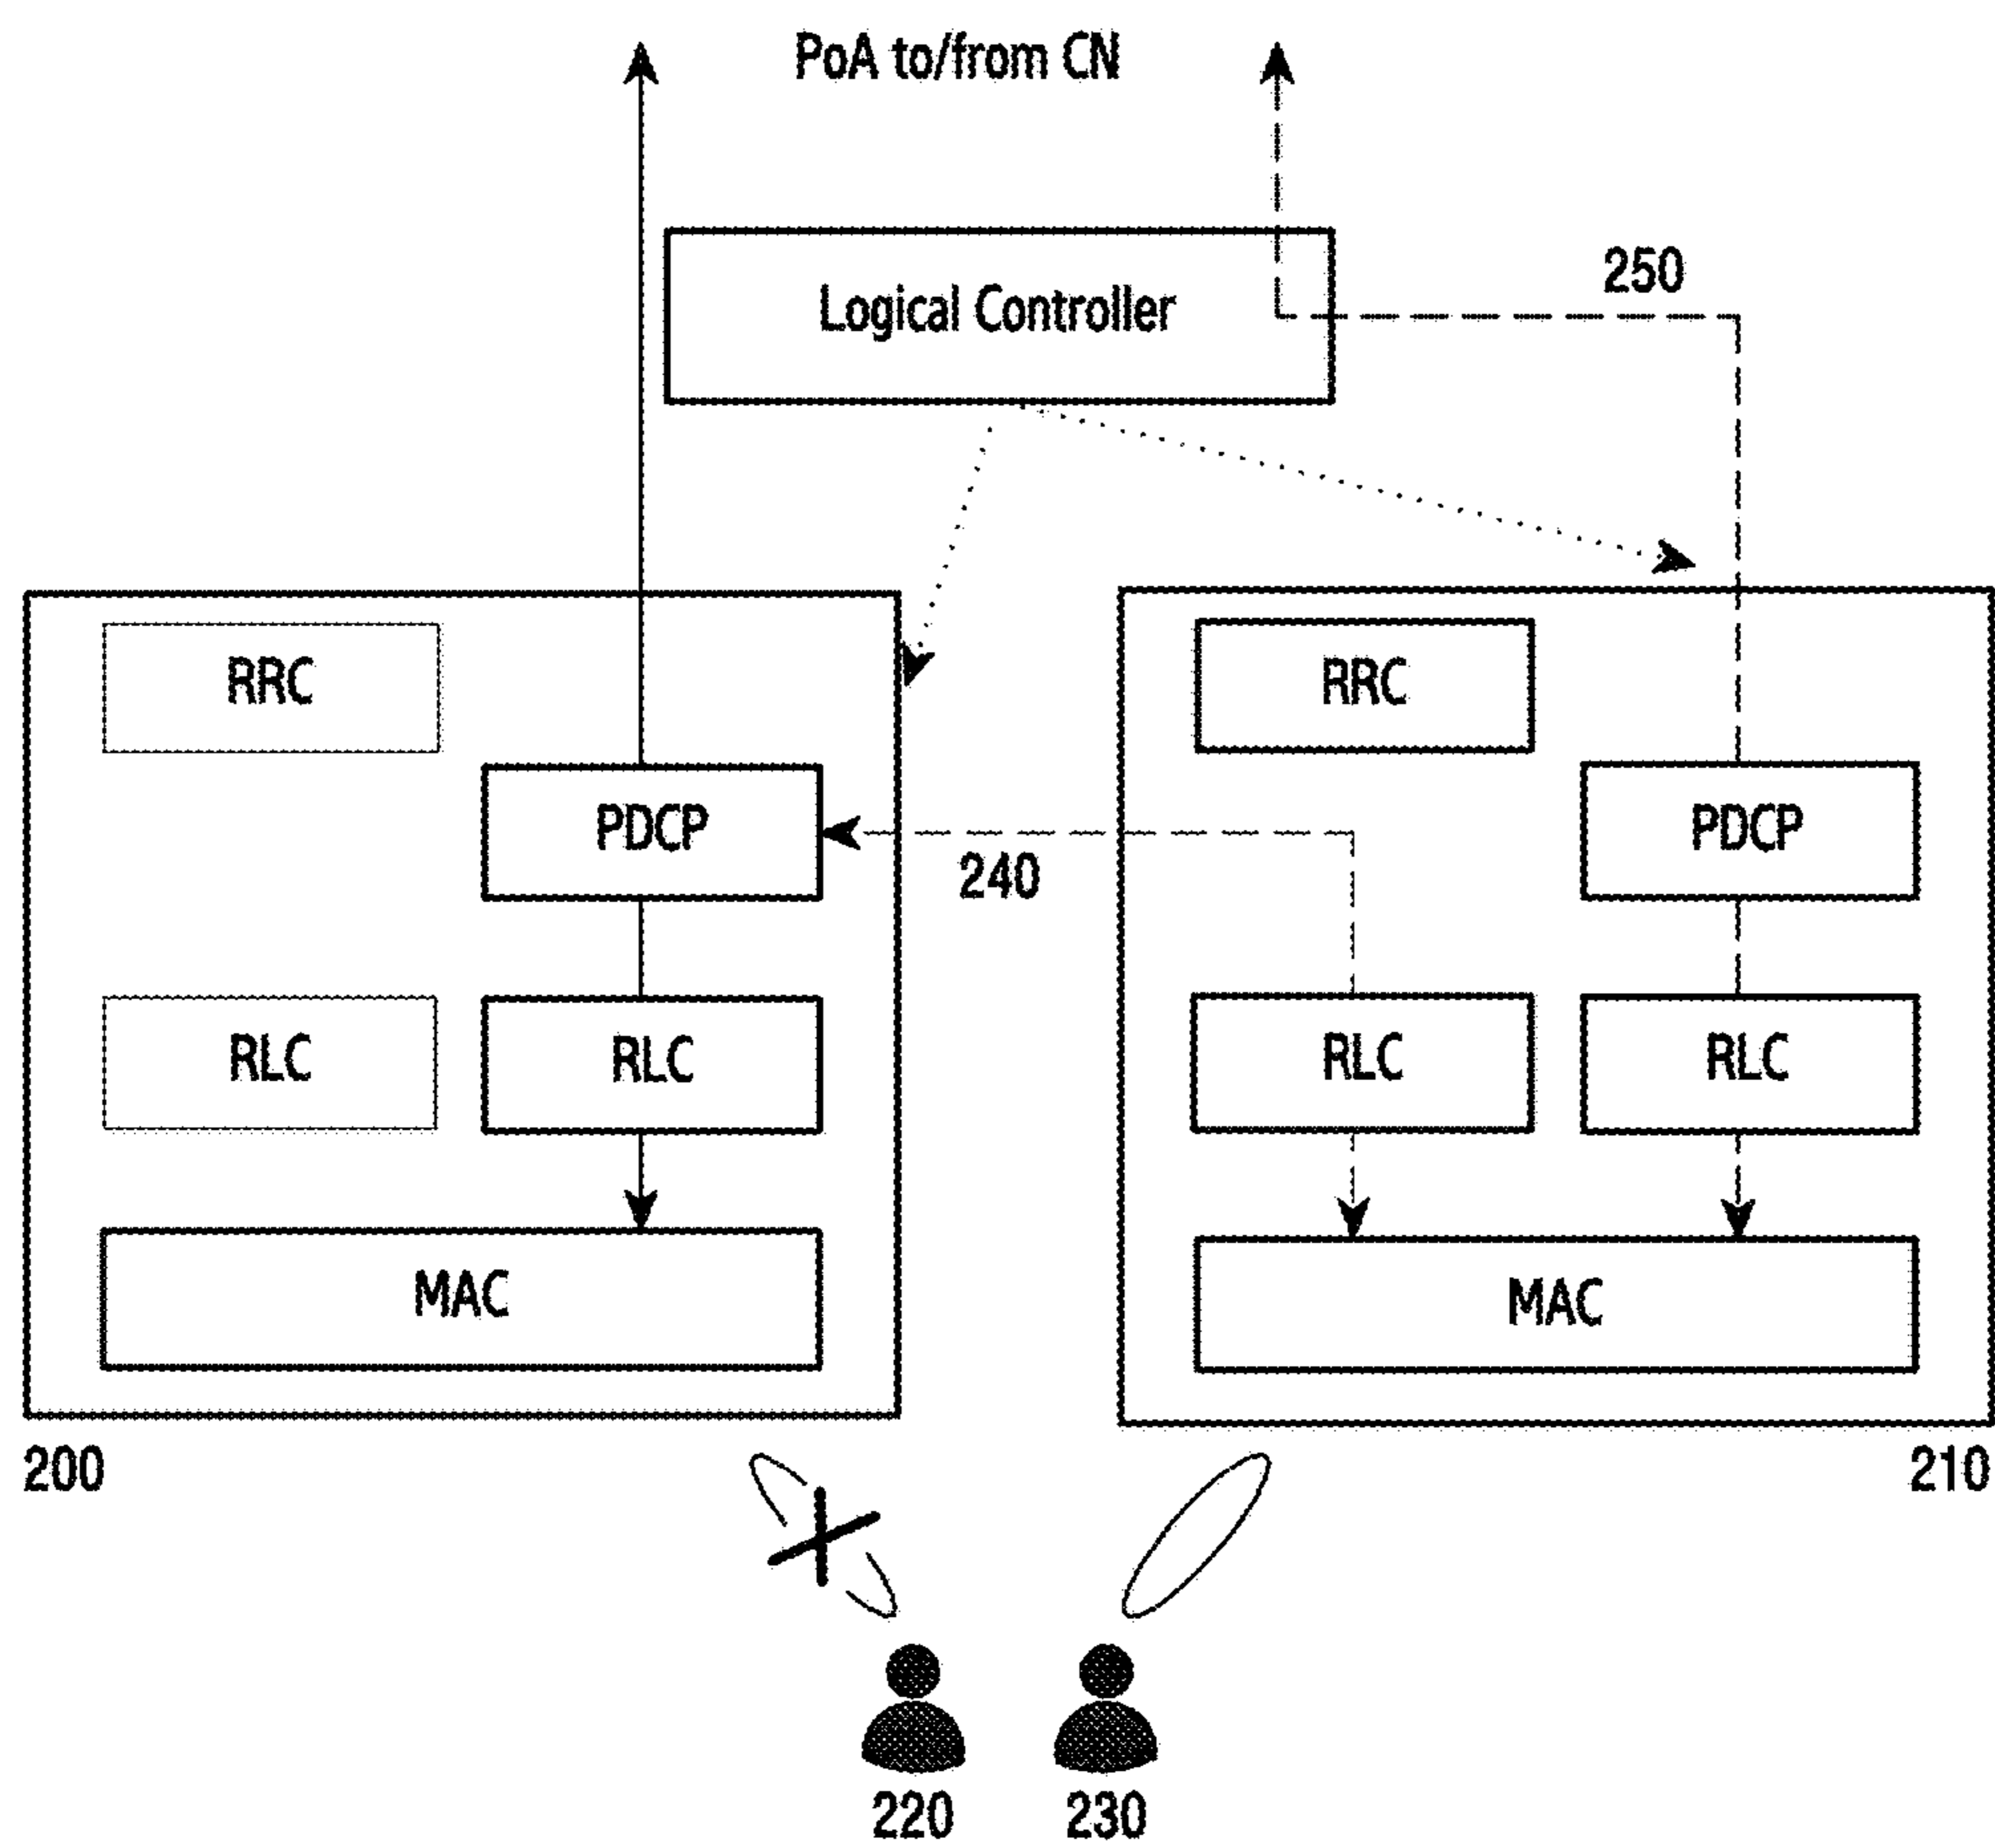 PoA to/from CN
Logical Controller
250
RRC
RRC
PDCP
PDCP
240
RLC
RLC
RLC
RLC
MAC
MAC
200
210
220
230